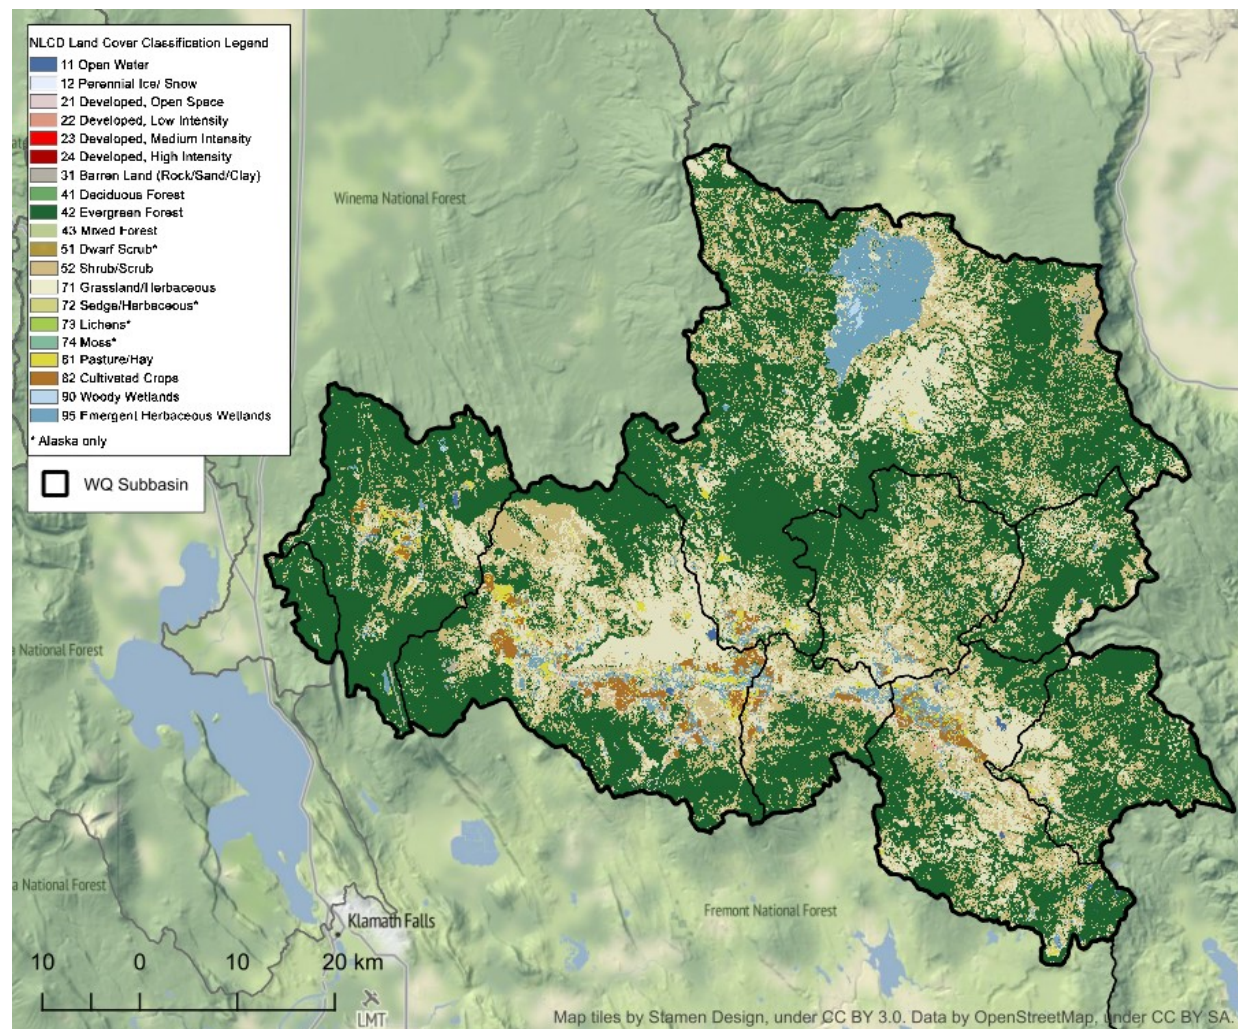 NLCD Land Cover Classification Legend
11 Open Water
12 Perennial Ice/ Snow
21 Developed, Open Space
22 Developed, Low Intensity
23 Developed, Medium Intensity
24 Developed, High Intensity
31 Barren Land (Rock/Sand/Clay)
41 Deciduous Forest
42 Evergreen Forest
43 Mixed Forest
51 Dwarf Scrub*
52 Shrub/Scrub
71 Grassland/Herbaceous
72 Sedge/Herbaceous*
73 Lichens*
74 Moss*
81 Pasture/Hay
82 Cultivated Crops
90 Woody Wetlands
95 Emergent Herbaceous Wetlands
* Alaska only
WQ Subbasin
Winema National Forest
National Forest
a National Forest
Fremont National Forest
Klamath Falls
10 0 10 20 km
LMT
Map tiles by Stamen Design, under CC BY 3.0. Data by OpenStreetMap, under CC BY SA.